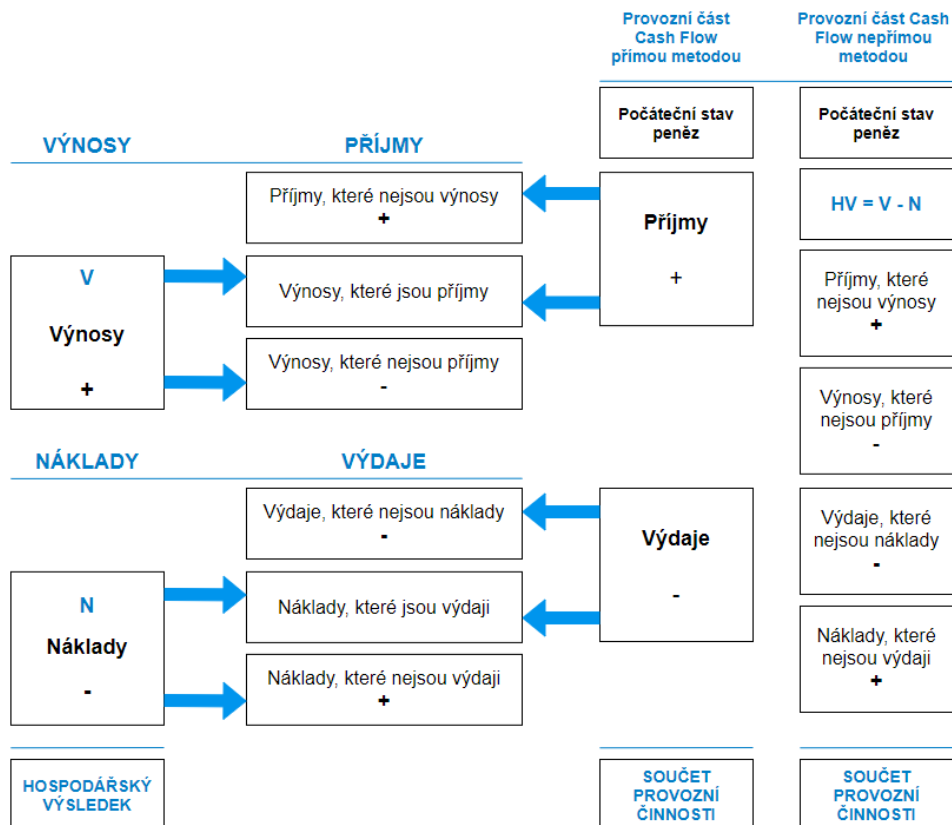 Provozní část
Cash Flow
přímou metodou
Provozní část Cash
Flow nepřímou
metodou
Počáteční stav
peněz
Počáteční stav
peněz
VÝNOSY
PŘÍJMY
Příjmy, které nejsou výnosy
+
Příjmy
+
HV = V - N
V
Výnosy
+
Výnosy, které jsou příjmy
Výnosy, které nejsou příjmy
-
Příjmy, které
nejsou výnosy
+
Výnosy, které
nejsou příjmy
-
NÁKLADY
VÝDAJE
Výdaje, které nejsou náklady
-
Výdaje
-
Výdaje, které
nejsou náklady
-
N
Náklady
-
Náklady, které jsou výdaji
Náklady, které nejsou výdaji
+
Náklady, které
nejsou výdaji
+
HOSPODÁŘSKÝ
VÝSLEDEK
SOUČET
PROVOZNÍ
ČINNOSTI
SOUČET
PROVOZNÍ
ČINNOSTI